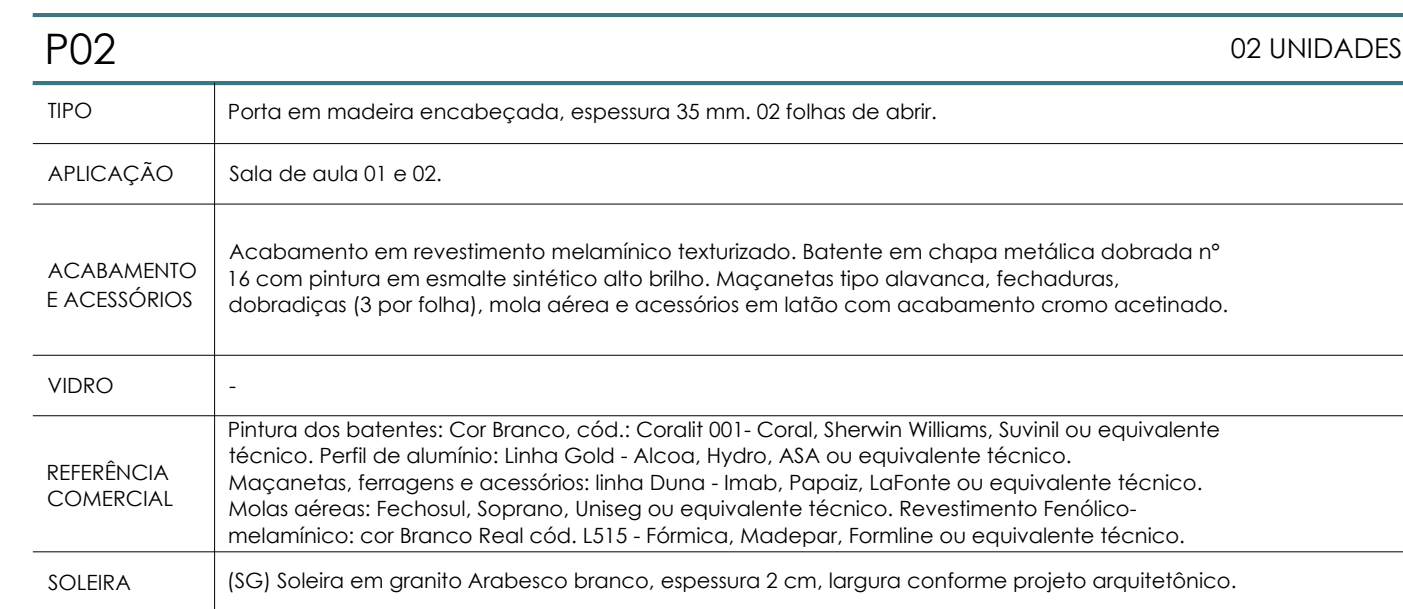 P02
02 UNIDADES
TIPO
Porta em madeira encabeçada, espessura 35 mm. 02 folhas de abrir.
APLICAÇÃO
Sala de aula 01 e 02.
ACABAMENTO
E ACESSÓRIOS
Acabamento em revestimento melamínico texturizado. Batente em chapa metálica dobrada nº
16 com pintura em esmalte sintético alto brilho. Maçanetas tipo alavanca, fechaduras,
dobradiças (3 por folha), mola aérea e acessórios em latão com acabamento cromo acetinado.
VIDRO
-
REFERÊNCIA
COMERCIAL
Pintura dos batentes: Cor Branco, cód.: Coralit 001- Coral, Sherwin Williams, Suvinil ou equivalente
técnico. Perfil de alumínio: Linha Gold - Alcoa, Hydro, ASA ou equivalente técnico.
Maçanetas, ferragens e acessórios: linha Duna - Imab, Papaiz, LaFonte ou equivalente técnico.
Molas aéreas: Fechosul, Soprano, Uniseg ou equivalente técnico. Revestimento Fenólico-
melamínico: cor Branco Real cód. L515 - Fórmica, Madepar, Formline ou equivalente técnico.
SOLEIRA
(SG) Soleira em granito Arabesco branco, espessura 2 cm, largura conforme projeto arquitetônico.